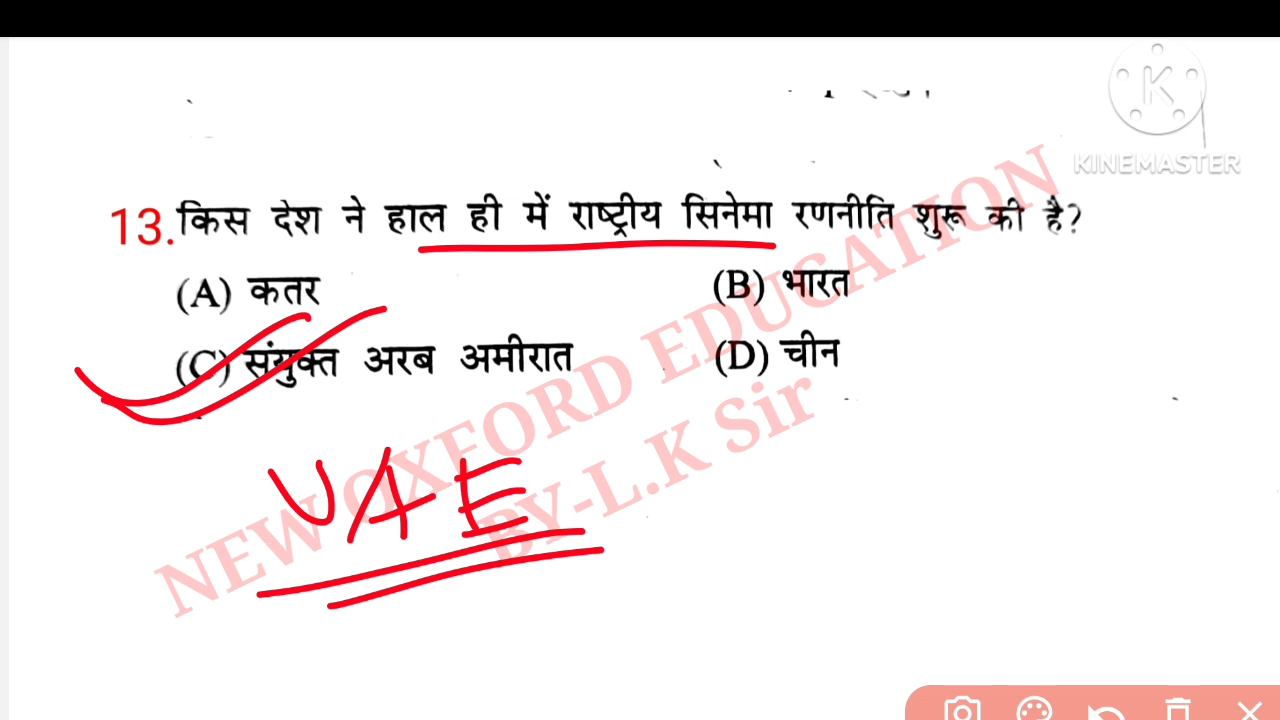 KINEMASTER
13. किस देश ने हाल ही में राष्ट्रीय सिनेमा रणनीति शुरू की है?
(A) कतर (B) भारत
(C) संयुक्त अरब अमीरात (D) चीन
UAE
NEW OXFORD EDUCATION
BY-L.K Sir